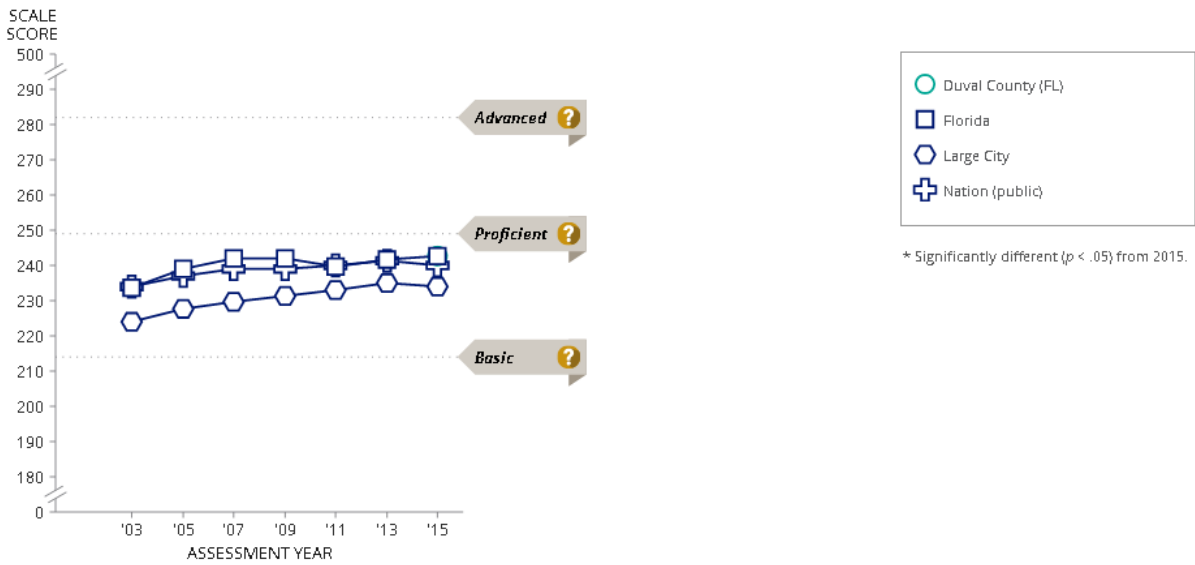 SCALE
SCORE
500
290
280
270
260
250
240
230
220
210
200
190
180
0
'03 '05 '07 '09 '11 '13 '15
ASSESSMENT YEAR
Advanced ?
Proficient ?
Basic ?
Duval County (FL)
Florida
Large City
Nation (public)
* Significantly different (p < .05) from 2015.